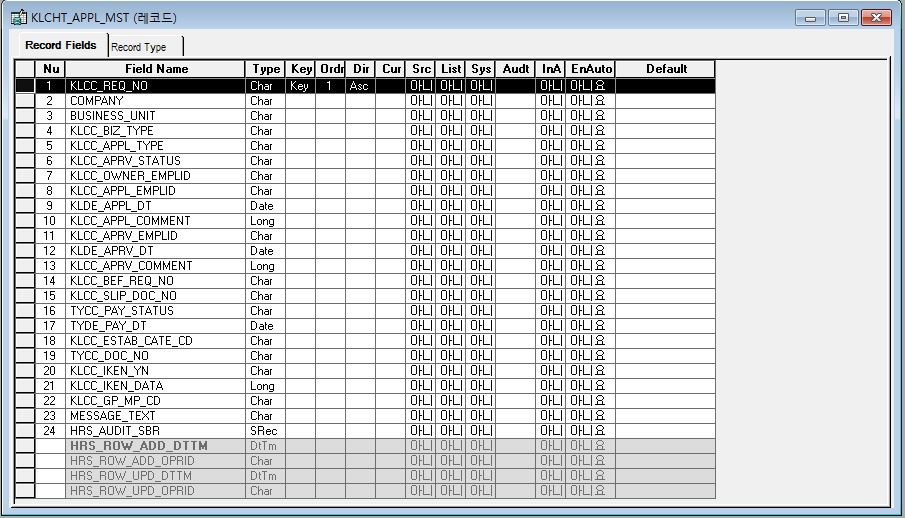 KLCHT_APPL_MST (레코드)
Record Fields Record Type
Nu Field Name Type Key Ordr Dir Cur Src List Sys Audt InA EnAuto Default
1 KLCC_REQ_NO Char Key 1 Asc 아니 아니 아니 아니 아니요
2 COMPANY Char 아니 아니 아니 아니 아니요
3 BUSINESS_UNIT Char 아니 아니 아니 아니 아니요
4 KLCC_BIZ_TYPE Char 아니 아니 아니 아니 아니요
5 KLCC_APPL_TYPE Char 아니 아니 아니 아니 아니요
6 KLCC_APRV_STATUS Char 아니 아니 아니 아니 아니요
7 KLCC_OWNER_EMPLID Char 아니 아니 아니 아니 아니요
8 KLCC_APPL_EMPLID Char 아니 아니 아니 아니 아니요
9 KLDE_APPL_DT Date 아니 아니 아니 아니 아니요
10 KLCC_APPL_COMMENT Long 아니 아니 아니 아니 아니요
11 KLCC_APRV_EMPLID Char 아니 아니 아니 아니 아니요
12 KLDE_APRV_DT Date 아니 아니 아니 아니 아니요
13 KLCC_APRV_COMMENT Long 아니 아니 아니 아니 아니요
14 KLCC_BEF_REQ_NO Char 아니 아니 아니 아니 아니요
15 KLCC_SLIP_DOC_NO Char 아니 아니 아니 아니 아니요
16 TYCC_PAY_STATUS Char 아니 아니 아니 아니 아니요
17 TYDE_PAY_DT Date 아니 아니 아니 아니 아니요
18 KLCC_ESTAB_CATE_CD Char 아니 아니 아니 아니 아니요
19 TYCC_DOC_NO Char 아니 아니 아니 아니 아니요
20 KLCC_IKEN_YN Char 아니 아니 아니 아니 아니요
21 KLCC_IKEN_DATA Long 아니 아니 아니 아니 아니요
22 KLCC_GP_MP_CD Char 아니 아니 아니 아니 아니요
23 MESSAGE_TEXT Char 아니 아니 아니 아니 아니요
24 HRS_AUDIT_SBR SRec 아니 아니 아니 아니 아니요
HRS_ROW_ADD_DTTM DtTm 아니 아니 아니 아니 아니요
HRS_ROW_ADD_OPRID Char 아니 아니 아니 아니 아니요
HRS_ROW_UPD_DTTM DtTm 아니 아니 아니 아니 아니요
HRS_ROW_UPD_OPRID Char 아니 아니 아니 아니 아니요